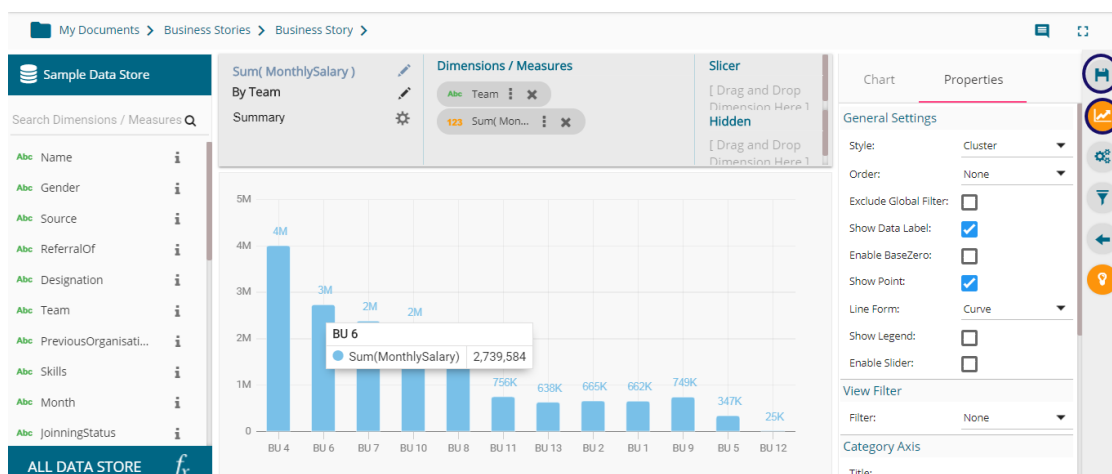 My Documents > Business Stories > Business Story >
Sample Data Store
Search Dimensions / Measures
Abc Name i
Abc Gender i
Abc Source i
Abc ReferralOf i
Abc Designation i
Abc Team i
Abc PreviousOrganisati... i
Abc Skills i
Abc Month i
Abc JoinningStatus i
ALL DATA STORE fx
Sum( MonthlySalary )
By Team
Summary
Dimensions / Measures
Abc Team
123 Sum( Mon...
Slicer
[ Drag and Drop
Dimension Here ]
Hidden
[ Drag and Drop
Dimension Here ]
5M
4M
3M
2M
1M
0
4M
3M
2M
2M
756K
638K
665K
662K
749K
347K
25K
BU 6
Sum(MonthlySalary) 2,739,584
BU 4 BU 6 BU 7 BU 10 BU 8 BU 11 BU 13 BU 2 BU 1 BU 9 BU 5 BU 12
Chart Properties
General Settings
Style: Cluster
Order: None
Exclude Global Filter:
Show Data Label:
Enable BaseZero:
Show Point:
Line Form: Curve
Show Legend:
Enable Slider:
View Filter
Filter: None
Category Axis
Title: